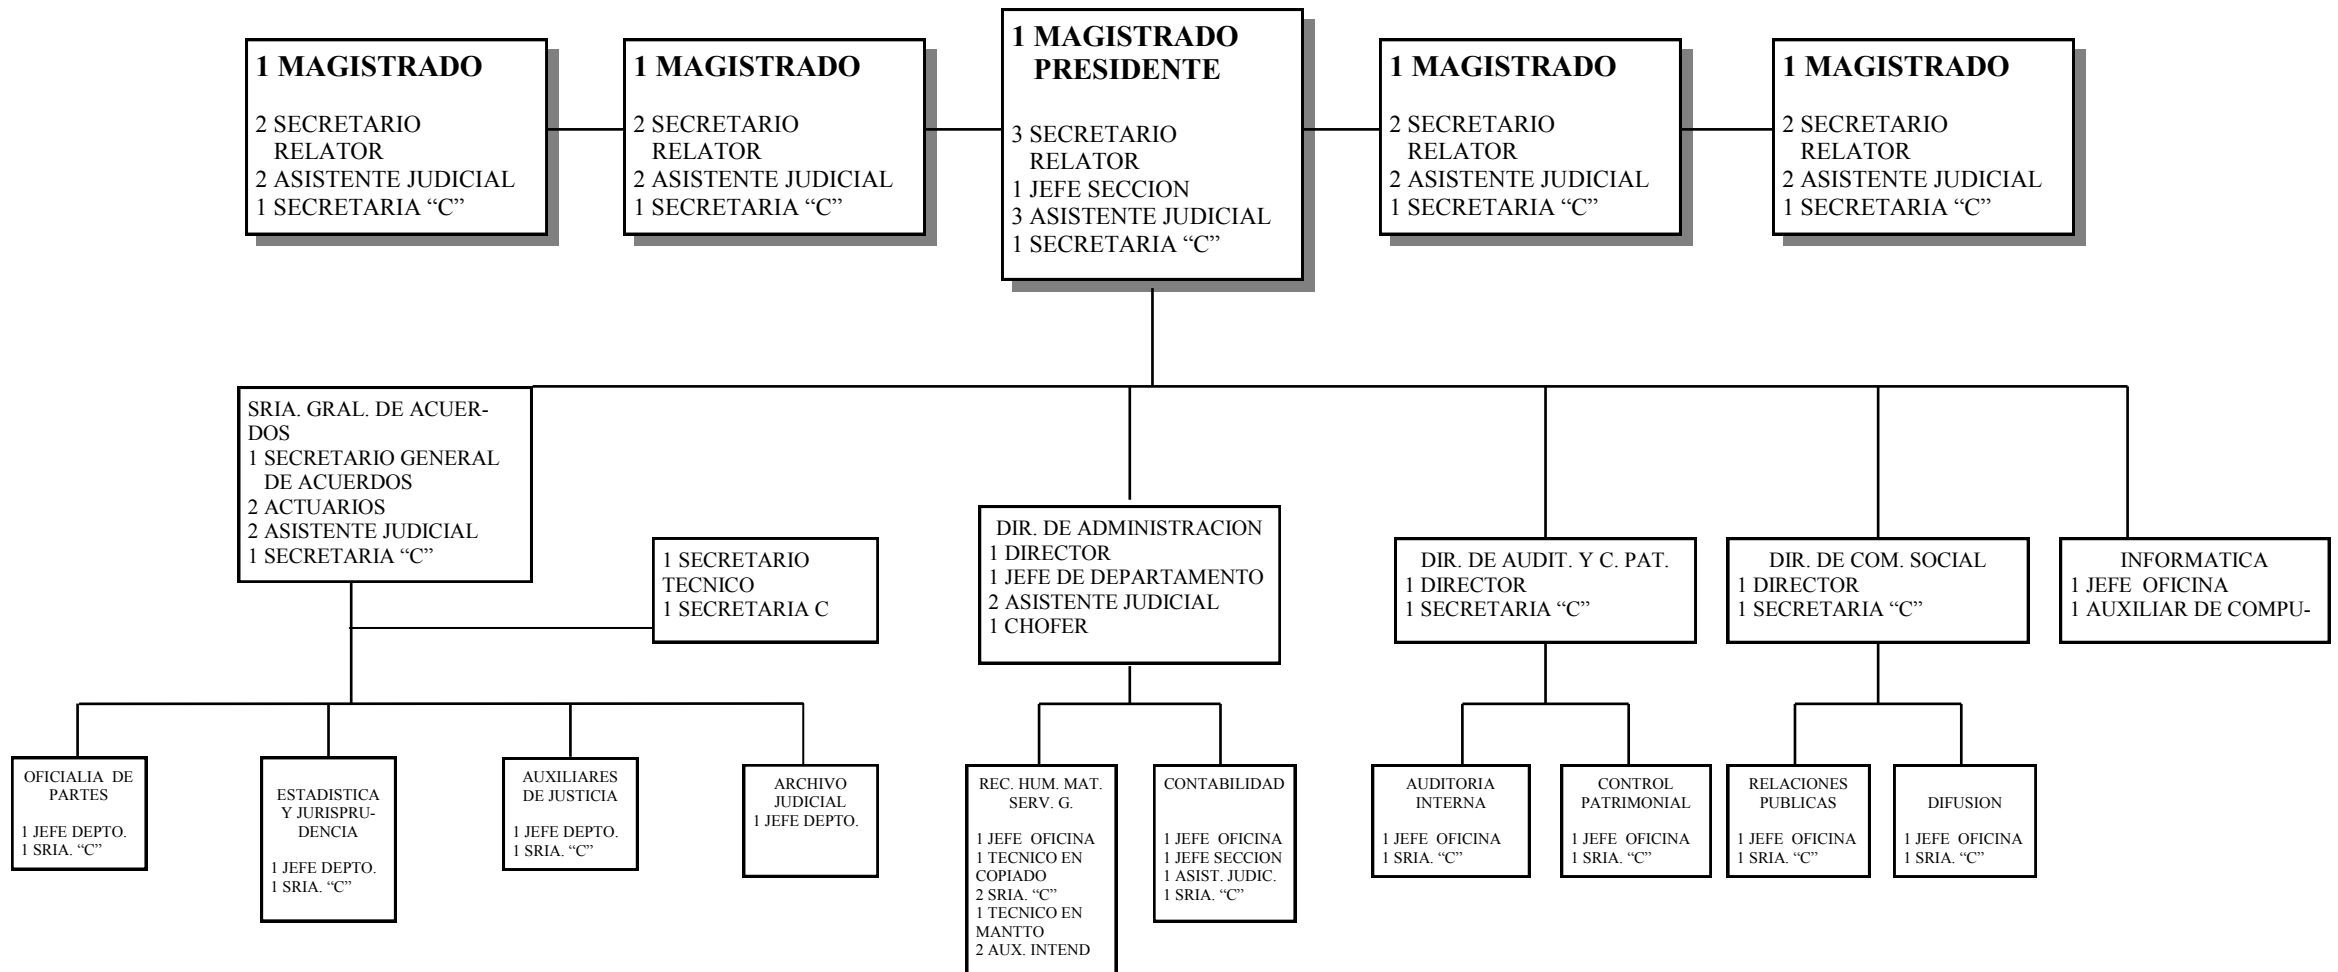 1 MAGISTRADO
2 SECRETARIO
RELATOR
2 ASISTENTE JUDICIAL
1 SECRETARIA “C”
1 MAGISTRADO
2 SECRETARIO
RELATOR
2 ASISTENTE JUDICIAL
1 SECRETARIA “C”
1 MAGISTRADO
PRESIDENTE
3 SECRETARIO
RELATOR
1 JEFE SECCION
3 ASISTENTE JUDICIAL
1 SECRETARIA “C”
1 MAGISTRADO
2 SECRETARIO
RELATOR
2 ASISTENTE JUDICIAL
1 SECRETARIA “C”
1 MAGISTRADO
2 SECRETARIO
RELATOR
2 ASISTENTE JUDICIAL
1 SECRETARIA “C”
SRIA. GRAL. DE ACUER-
DOS
1 SECRETARIO GENERAL
DE ACUERDOS
2 ACTUARIOS
2 ASISTENTE JUDICIAL
1 SECRETARIA “C”
1 SECRETARIO
TECNICO
1 SECRETARIA C
DIR. DE ADMINISTRACION
1 DIRECTOR
1 JEFE DE DEPARTAMENTO
2 ASISTENTE JUDICIAL
1 CHOFER
DIR. DE AUDIT. Y C. PAT.
1 DIRECTOR
1 SECRETARIA “C”
DIR. DE COM. SOCIAL
1 DIRECTOR
1 SECRETARIA “C”
INFORMATICA
1 JEFE OFICINA
1 AUXILIAR DE COMPU-
OFICIALIA DE
PARTES
1 JEFE DEPTO.
1 SRIA. “C”
ESTADISTICA
Y JURISPRU-
DENCIA
1 JEFE DEPTO.
1 SRIA. “C”
AUXILIARES
DE JUSTICIA
1 JEFE DEPTO.
1 SRIA. “C”
ARCHIVO
JUDICIAL
1 JEFE DEPTO.
REC. HUM. MAT.
SERV. G.
1 JEFE OFICINA
1 TECNICO EN
COPIADO
2 SRIA. “C”
1 TECNICO EN
MANTTO
2 AUX. INTEND
CONTABILIDAD
1 JEFE OFICINA
1 JEFE SECCION
1 ASIST. JUDIC.
1 SRIA. “C”
AUDITORIA
INTERNA
1 JEFE OFICINA
1 SRIA. “C”
CONTROL
PATRIMONIAL
1 JEFE OFICINA
1 SRIA. “C”
RELACIONES
PUBLICAS
1 JEFE OFICINA
1 SRIA. “C”
DIFUSION
1 JEFE OFICINA
1 SRIA. “C”